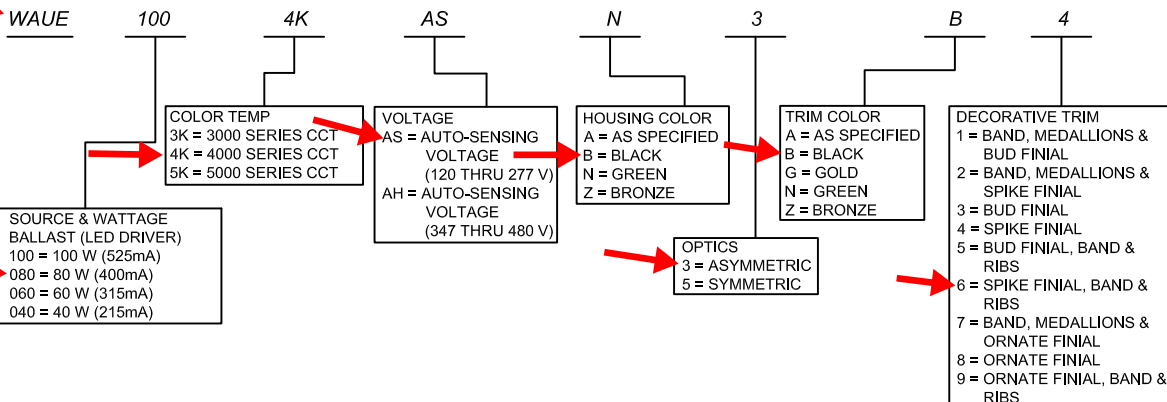 WAUE 100 4K AS N 3 B 4
COLOR TEMP
3K = 3000 SERIES CCT
4K = 4000 SERIES CCT
5K = 5000 SERIES CCT
VOLTAGE
AS = AUTO-SENSING
VOLTAGE
(120 THRU 277 V)
AH = AUTO-SENSING
VOLTAGE
(347 THRU 480 V)
HOUSING COLOR
A = AS SPECIFIED
B = BLACK
N = GREEN
Z = BRONZE
TRIM COLOR
A = AS SPECIFIED
B = BLACK
G = GOLD
N = GREEN
Z = BRONZE
DECORATIVE TRIM
1 = BAND, MEDALLIONS &
BUD FINIAL
2 = BAND, MEDALLIONS &
SPIKE FINIAL
3 = BUD FINIAL
4 = SPIKE FINIAL
5 = BUD FINIAL, BAND &
RIBS
6 = SPIKE FINIAL, BAND &
RIBS
7 = BAND, MEDALLIONS &
ORNATE FINIAL
8 = ORNATE FINIAL
9 = ORNATE FINIAL, BAND &
RIBS
SOURCE & WATTAGE
BALLAST (LED DRIVER)
100 = 100 W (525mA)
080 = 80 W (400mA)
060 = 60 W (315mA)
040 = 40 W (215mA)
OPTICS
3 = ASYMMETRIC
5 = SYMMETRIC